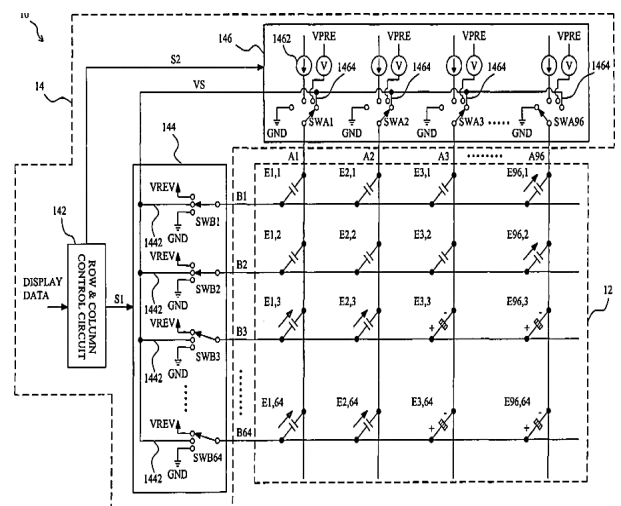 10
146
VPRE VPRE VPRE VPRE
1462
V V V V
S2
1464 1464 1464 1464
14
VS
GND GND GND GND
SWA1 SWA2 SWA3 SWA96
144
A1 A2 A3 A96
VREV
B1
E1,1 E2,1 E3,1 E96,1
142
1442
GND
SWB1
VREV
B2
E1,2 E2,2 E3,2 E96,2
DISPLAY
DATA
ROW & COLUMN
CONTROL CIRCUIT
S1
1442
GND
SWB2
VREV
B3
E1,3 E2,3 E3,3 E96,3
12
+ - + -
1442
GND
SWB3
VREV
B64
E1,64 E2,64 E3,64 E96,64
+ - + -
1442
GND
SWB64